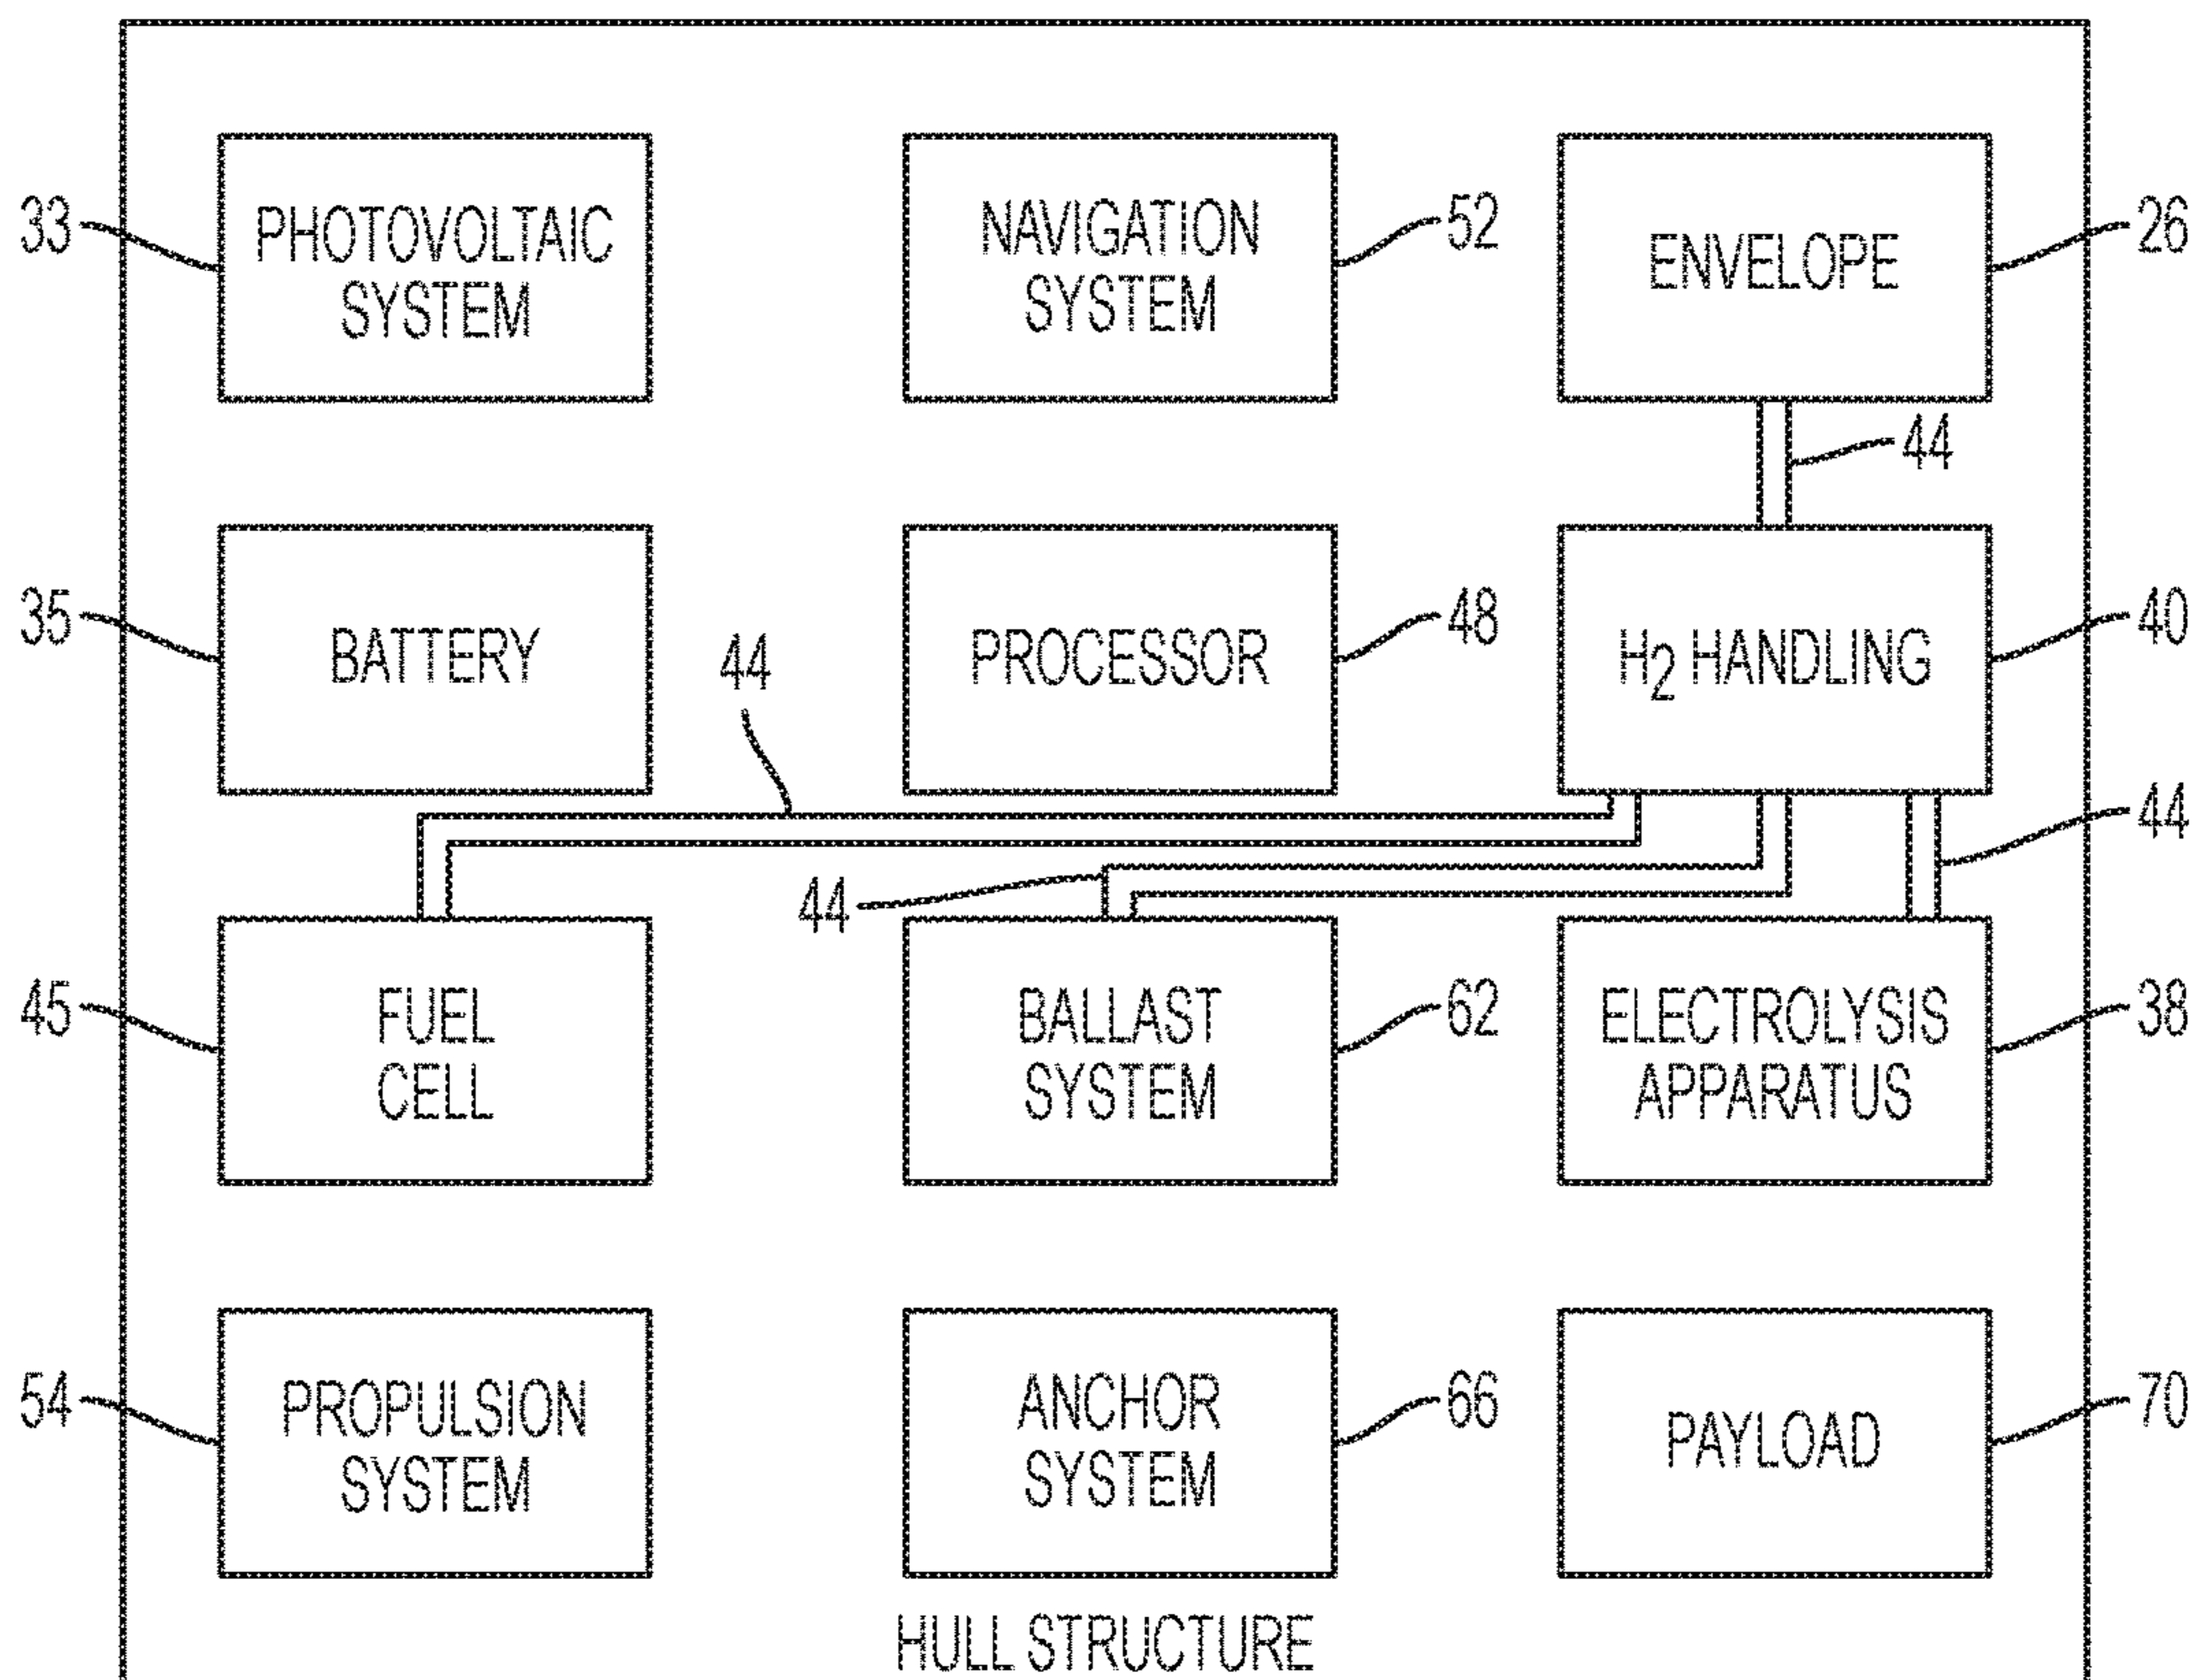 33
PHOTOVOLTAIC
SYSTEM
NAVIGATION
SYSTEM
52
ENVELOPE
26
44
35
BATTERY
44
PROCESSOR
48
H2 HANDLING
40
44
44
45
FUEL
CELL
BALLAST
SYSTEM
62
ELECTROLYSIS
APPARATUS
38
54
PROPULSION
SYSTEM
ANCHOR
SYSTEM
66
PAYLOAD
70
HULL STRUCTURE